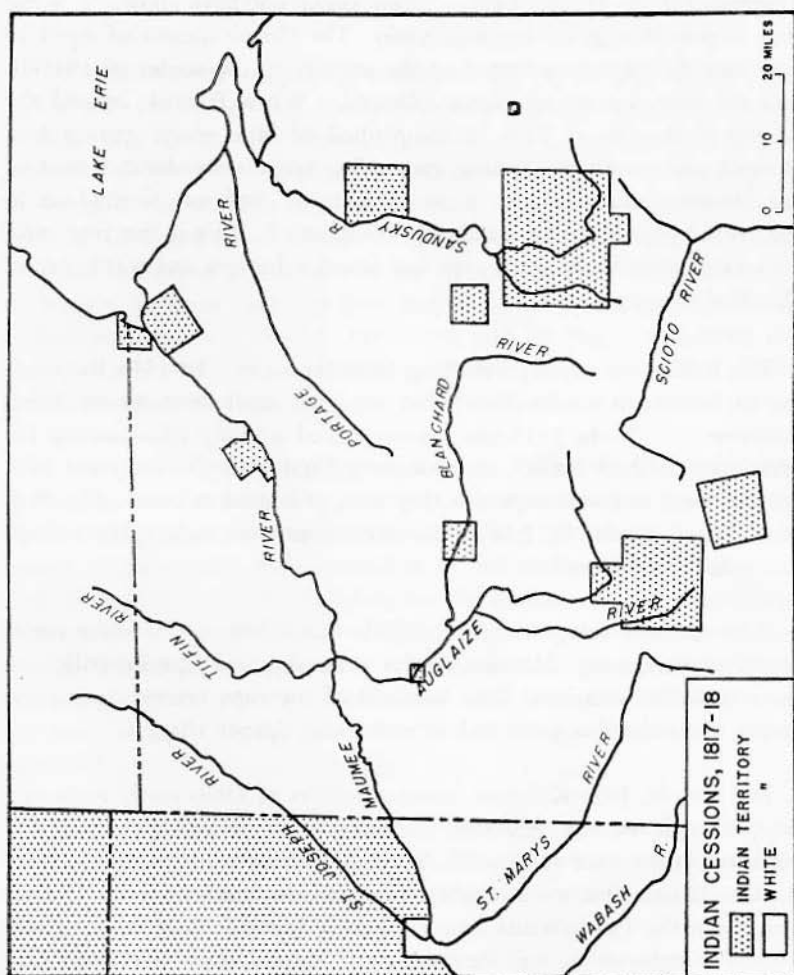 LAKE ERIE
PORTAGE RIVER
SANDUSKY R.
MAUMEE RIVER
TIFFIN RIVER
ST. JOSEPH RIVER
BLANCHARD RIVER
AUGLAIZE RIVER
SCIOTO RIVER
ST. MARYS RIVER
WABASH R.
INDIAN CESSIONS, 1817-18
INDIAN TERRITORY
WHITE "
0 10 20 MILES